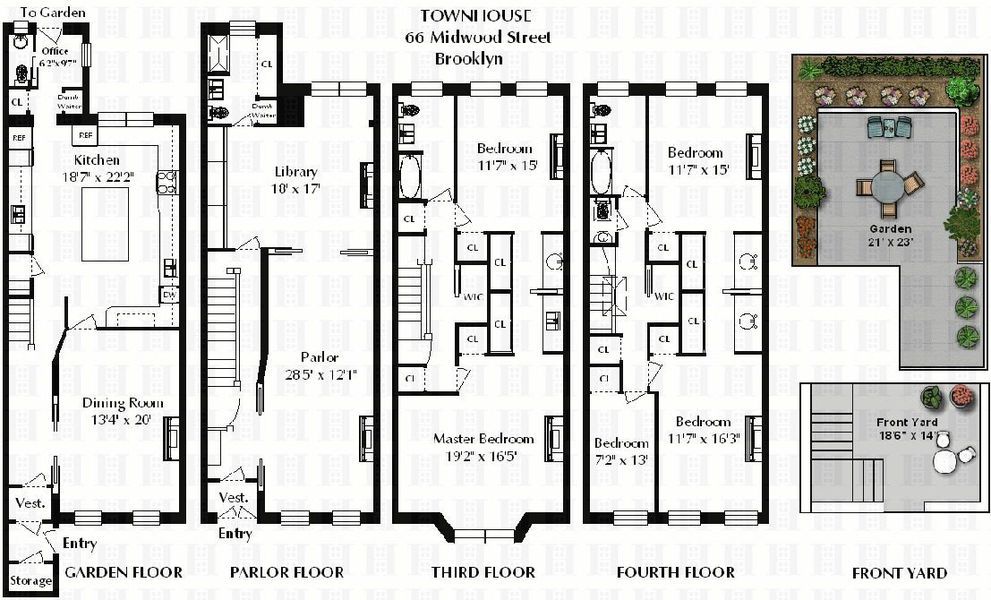 TOWNHOUSE
66 Midwood Street
Brooklyn
To Garden
Office
6'2"x9'7"
CL
Dumb
Waiter
REF
REF
Kitchen
18'7" x 22'2"
DW
Dining Room
13'4" x 20'
Vest.
Entry
Storage
GARDEN FLOOR
CL
Dumb
Waiter
Library
18' x 17'
Parlor
28'5' x 12'1"
Vest.
Entry
PARLOR FLOOR
Bedroom
11'7" x 15'
CL
CL
CL
WIC
CL
CL
CL
Master Bedroom
19'2" x 16'5"
THIRD FLOOR
Bedroom
11'7" x 15'
CL
CL
WIC
CL
CL
CL
CL
Bedroom
7'2" x 13'
Bedroom
11'7" x 16'3"
FOURTH FLOOR
Garden
21' x 23'
Front Yard
18'6" x 14'
FRONT YARD